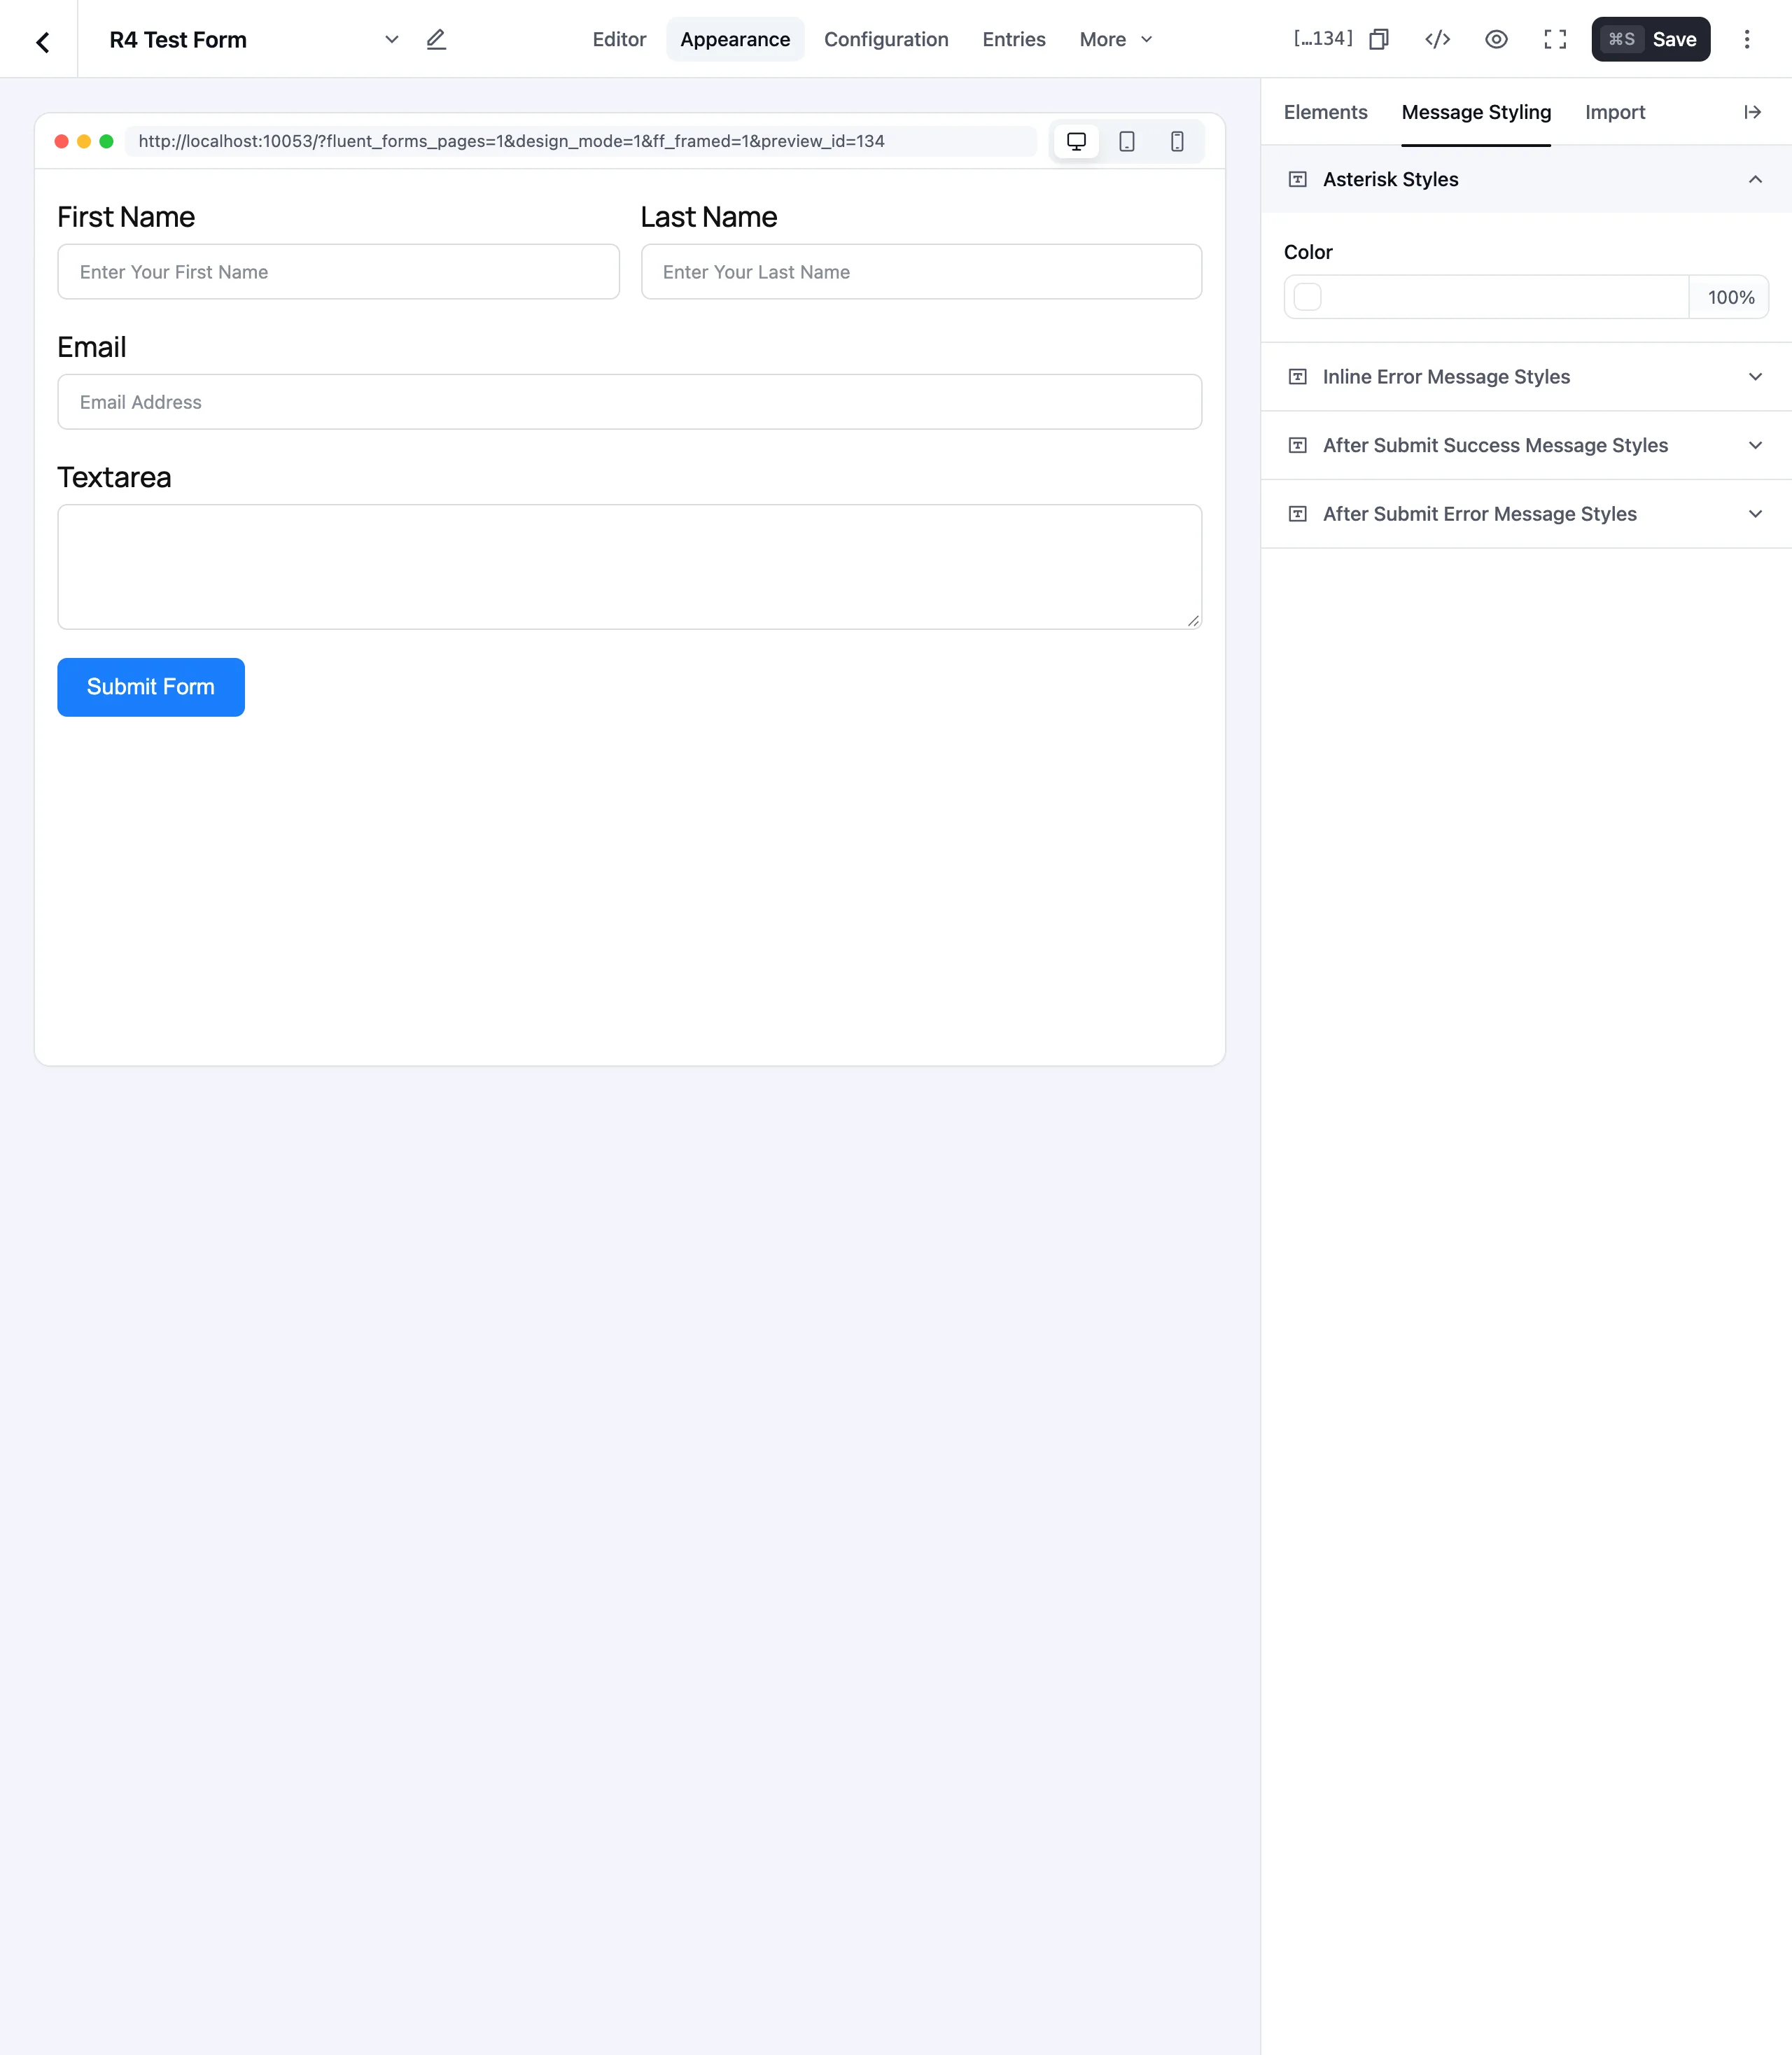 R4 Test Form
Editor
Appearance
Configuration
Entries
More
[...134]
⌘S Save
http://localhost:10053/?fluent_forms_pages=1&design_mode=1&ff_framed=1&preview_id=134
First Name
Last Name
Enter Your First Name
Enter Your Last Name
Email
Email Address
Textarea
Submit Form
Elements
Message Styling
Import
Asterisk Styles
Color
100%
Inline Error Message Styles
After Submit Success Message Styles
After Submit Error Message Styles